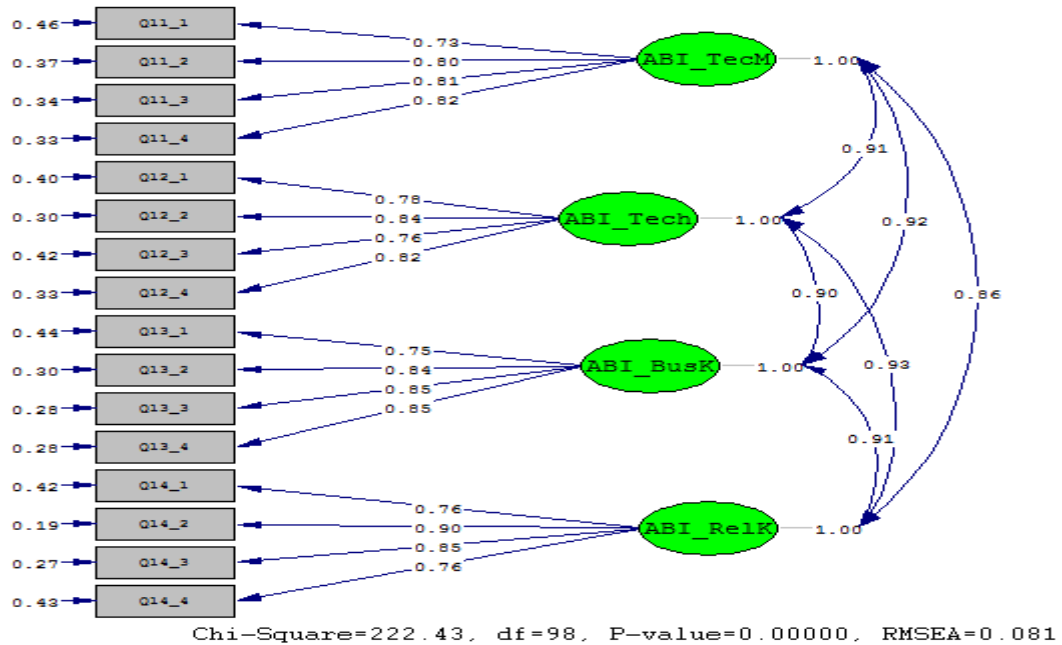 0.46 Q11_1
0.73
0.37 Q11_2
0.80
ABI_TecM 1.00
0.34 Q11_3
0.81
0.33 Q11_4
0.82
0.91
0.40 Q12_1
0.78
0.30 Q12_2
0.84
ABI_Tech 1.00
0.92
0.42 Q12_3
0.76
0.33 Q12_4
0.82
0.90
0.86
0.44 Q13_1
0.75
0.30 Q13_2
0.84
ABI_BusK 1.00
0.93
0.28 Q13_3
0.85
0.28 Q13_4
0.85
0.91
0.42 Q14_1
0.76
0.19 Q14_2
0.90
ABI_RelK 1.00
0.27 Q14_3
0.85
0.43 Q14_4
0.76
Chi-Square=222.43, df=98, P-value=0.00000, RMSEA=0.081